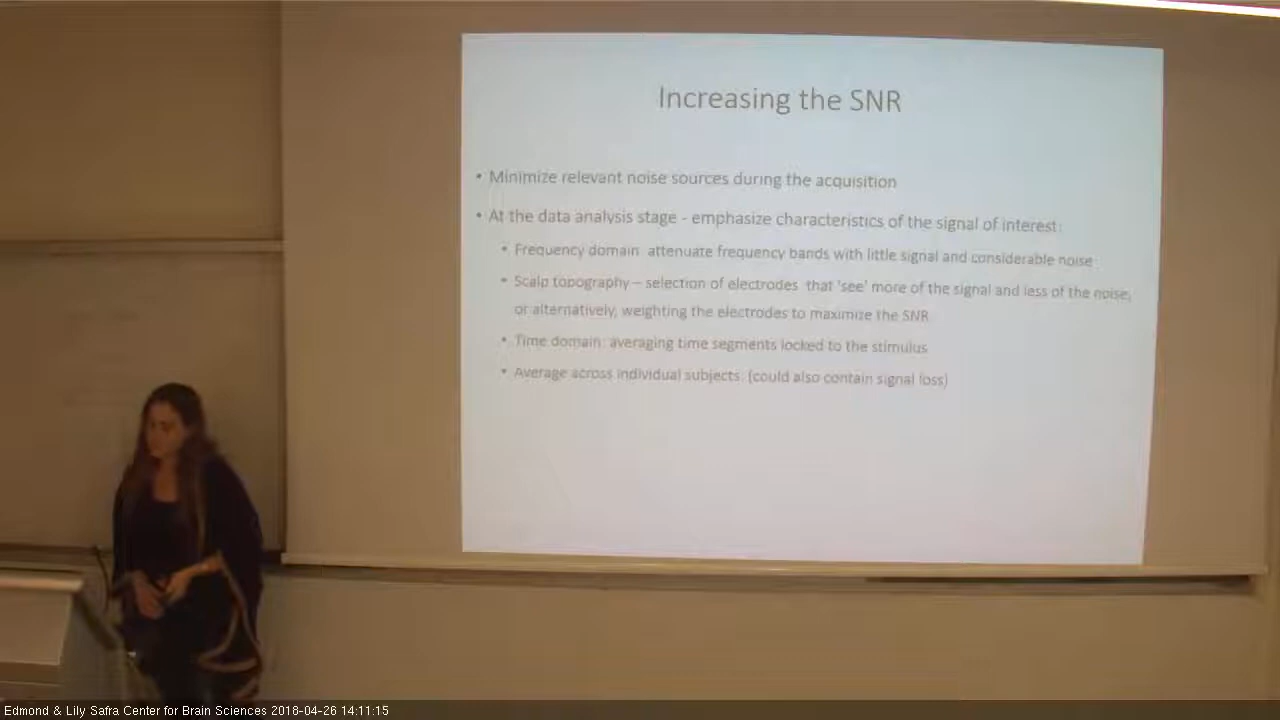 Increasing the SNR
• Minimize relevant noise sources during the acquisition
• At the data analysis stage - emphasize characteristics of the signal of interest:
• Frequency domain: attenuate frequency bands with little signal and considerable noise
• Scalp topography – selection of electrodes that 'see' more of the signal and less of the noise,
or alternatively, weighting the electrodes to maximize the SNR
• Time domain: averaging time segments locked to the stimulus
• Average across individual subjects. (could also contain signal loss)
Edmond & Lily Safra Center for Brain Sciences 2018-04-26 14:11:15